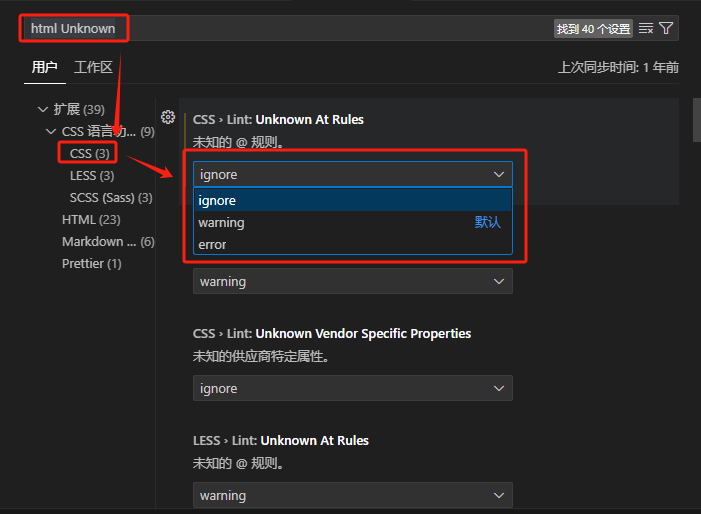 html Unknown
找到 40 个设置
用户 工作区
上次同步时间: 1 年前
扩展 (39)
CSS 语言功... (9)
CSS (3)
LESS (3)
SCSS (Sass) (3)
HTML (23)
Markdown ... (6)
Prettier (1)
CSS › Lint: Unknown At Rules
未知的 @ 规则。
ignore
ignore
warning 默认
error
warning
CSS › Lint: Unknown Vendor Specific Properties
未知的供应商特定属性。
ignore
LESS › Lint: Unknown At Rules
未知的 @ 规则。
warning